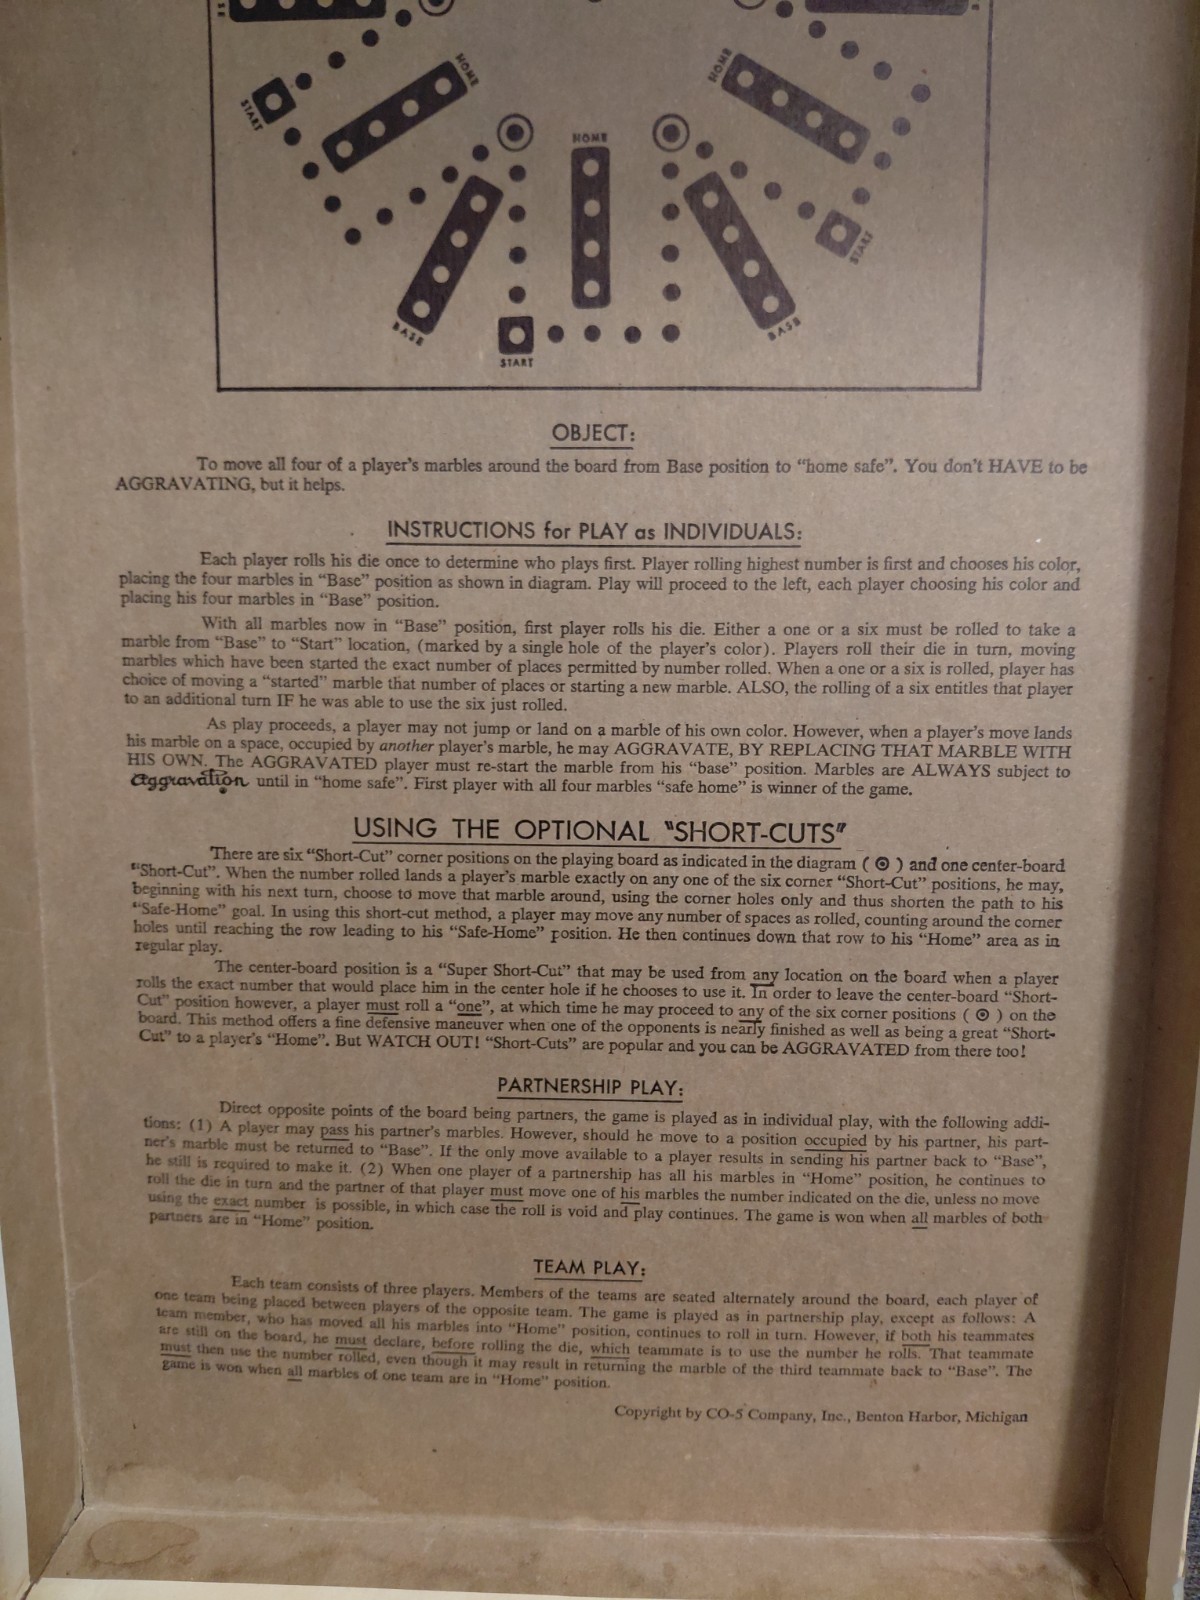 HOME
HOME
START
HOME
START
BASE
BASE
START
OBJECT:
To move all four of a player's marbles around the board from Base position to "home safe". You don't HAVE to be
AGGRAVATING, but it helps.
INSTRUCTIONS for PLAY as INDIVIDUALS:
Each player rolls his die once to determine who plays first. Player rolling highest number is first and chooses his color,
placing the four marbles in "Base" position as shown in diagram. Play will proceed to the left, each player choosing his color and
placing his four marbles in "Base" position.
With all marbles now in "Base" position, first player rolls his die. Either a one or a six must be rolled to take a
marble from "Base" to "Start" location, (marked by a single hole of the player's color). Players roll their die in turn, moving
marbles which have been started the exact number of places permitted by number rolled. When a one or a six is rolled, player has
choice of moving a "started" marble that number of places or starting a new marble. ALSO, the rolling of a six entitles that player
to an additional turn IF he was able to use the six just rolled.
As play proceeds, a player may not jump or land on a marble of his own color. However, when a player's move lands
his marble on a space, occupied by another player's marble, he may AGGRAVATE, BY REPLACING THAT MARBLE WITH
HIS OWN. The AGGRAVATED player must re-start the marble from his "base" position. Marbles are ALWAYS subject to
Aggravation until in "home safe". First player with all four marbles "safe home" is winner of the game.
USING THE OPTIONAL "SHORT-CUTS"
There are six "Short-Cut" corner positions on the playing board as indicated in the diagram ( ⊙ ) and one center-board
"Short-Cut". When the number rolled lands a player's marble exactly on any one of the six corner "Short-Cut" positions, he may,
beginning with his next turn, choose to move that marble around, using the corner holes only and thus shorten the path to his
"Safe-Home" goal. In using this short-cut method, a player may move any number of spaces as rolled, counting around the corner
holes until reaching the row leading to his "Safe-Home" position. He then continues down that row to his "Home" area as in
regular play.
The center-board position is a "Super Short-Cut" that may be used from any location on the board when a player
rolls the exact number that would place him in the center hole if he chooses to use it. In order to leave the center-board "Short-
Cut" position however, a player must roll a "one", at which time he may proceed to any of the six corner positions ( ⊙ ) on the
board. This method offers a fine defensive maneuver when one of the opponents is nearly finished as well as being a great "Short-
Cut" to a player's "Home". But WATCH OUT! "Short-Cuts" are popular and you can be AGGRAVATED from there too!
PARTNERSHIP PLAY:
Direct opposite points of the board being partners, the game is played as in individual play, with the following addi-
tions: (1) A player may pass his partner's marbles. However, should he move to a position occupied by his partner, his part-
ner's marble must be returned to "Base". If the only move available to a player results in sending his partner back to "Base",
he still is required to make it. (2) When one player of a partnership has all his marbles in "Home" position, he continues to
roll the die in turn and the partner of that player must move one of his marbles the number indicated on the die, unless no move
using the exact number is possible, in which case the roll is void and play continues. The game is won when all marbles of both
partners are in "Home" position.
TEAM PLAY:
Each team consists of three players. Members of the teams are seated alternately around the board, each player of
one team being placed between players of the opposite team. The game is played as in partnership play, except as follows: A
team member, who has moved all his marbles into "Home" position, continues to roll in turn. However, if both his teammates
are still on the board, he must declare, before rolling the die, which teammate is to use the number he rolls. That teammate
must then use the number rolled, even though it may result in returning the marble of the third teammate back to "Base". The
game is won when all marbles of one team are in "Home" position.
Copyright by CO-5 Company, Inc., Benton Harbor, Michigan